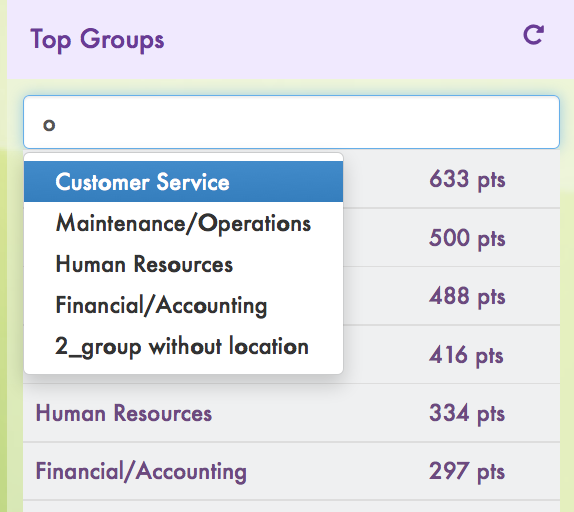 Top Groups
o
Customer Service
Maintenance/Operations
Human Resources
Financial/Accounting
2_group without location
633 pts
500 pts
488 pts
416 pts
Human Resources 334 pts
Financial/Accounting 297 pts